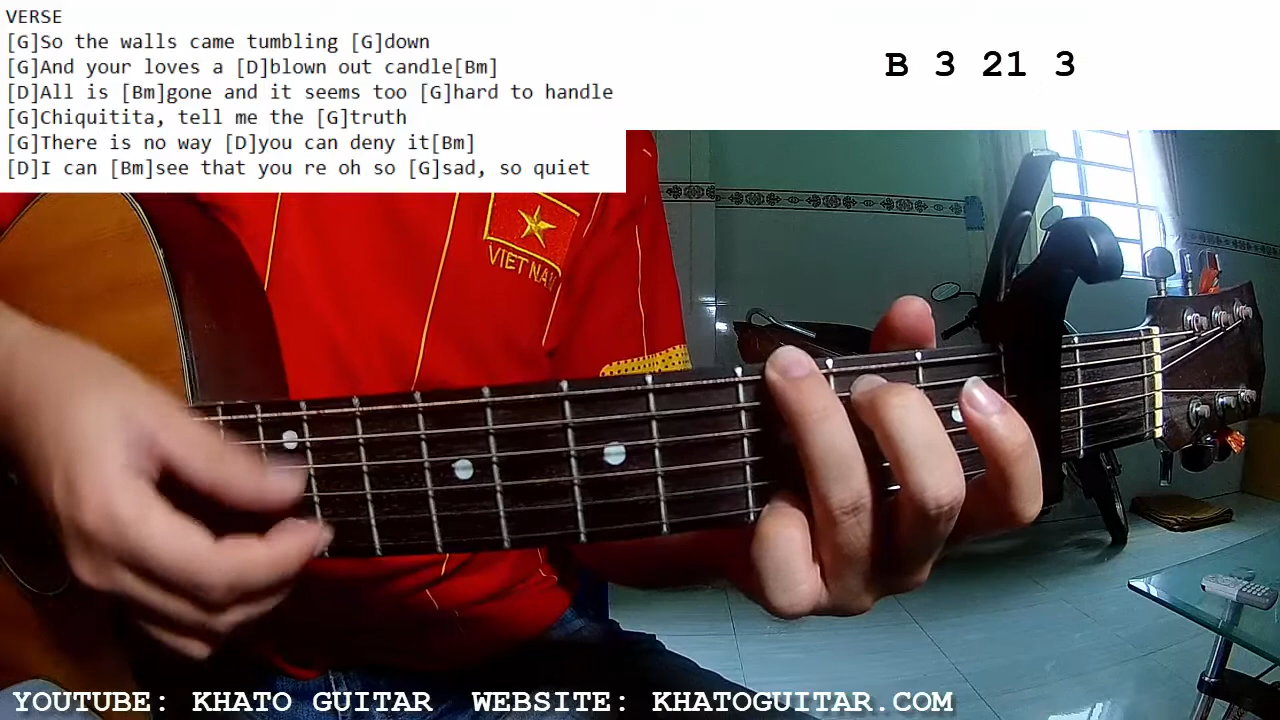 VERSE
[G]So the walls came tumbling [G]down
[G]And your loves a [D]blown out candle[Bm]
[D]All is [Bm]gone and it seems too [G]hard to handle
[G]Chiquitita, tell me the [G]truth
[G]There is no way [D]you can deny it[Bm]
[D]I can [Bm]see that you re oh so [G]sad, so quiet
B 3 21 3
VIET NAM
YOUTUBE: KHATO GUITAR WEBSITE: KHATOGUITAR.COM